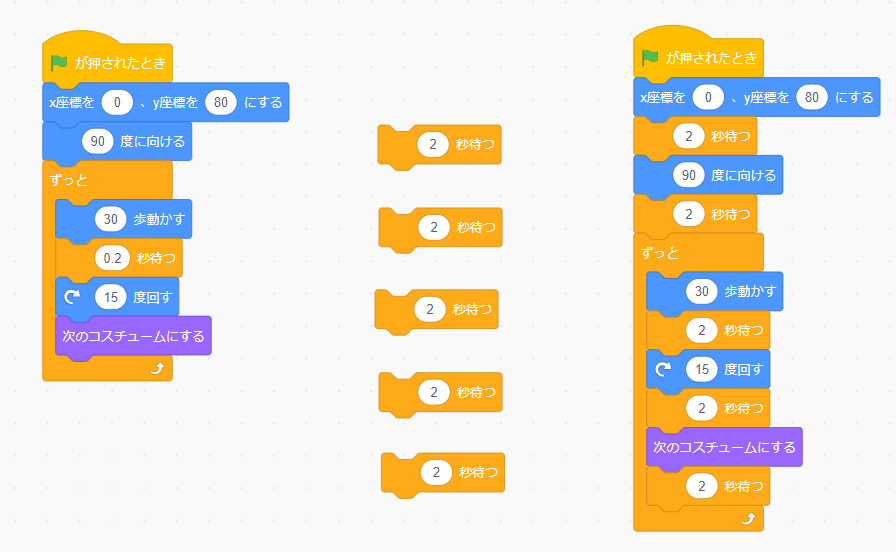 が押されたとき
x座標を 0 、y座標を 80 にする
90 度に向ける
ずっと
30 歩動かす
0.2 秒待つ
15 度回す
次のコスチュームにする
2 秒待つ
2 秒待つ
2 秒待つ
2 秒待つ
2 秒待つ
が押されたとき
x座標を 0 、y座標を 80 にする
2 秒待つ
90 度に向ける
2 秒待つ
ずっと
30 歩動かす
2 秒待つ
15 度回す
2 秒待つ
次のコスチュームにする
2 秒待つ